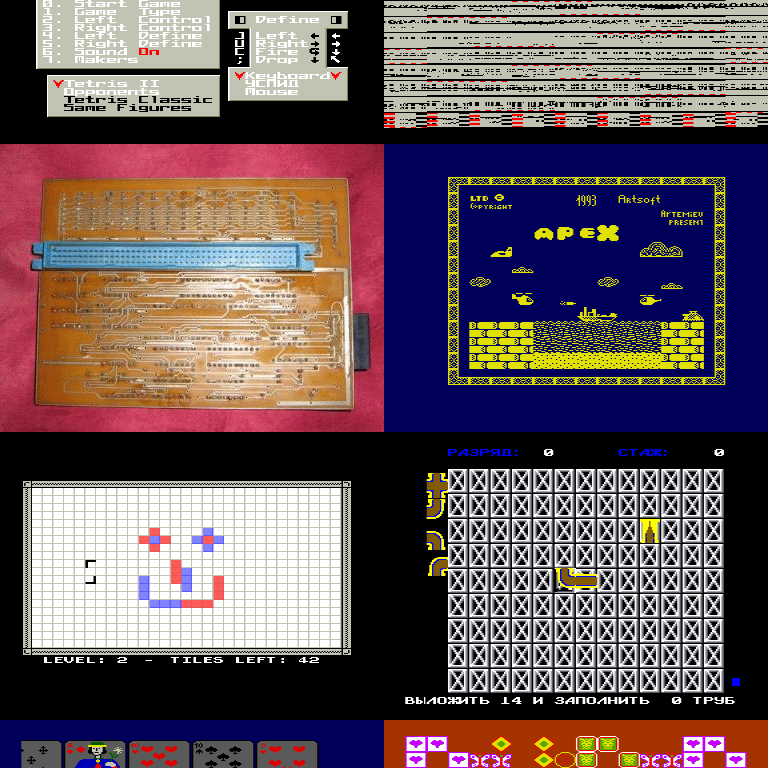 0. Start Game
1. Game Type
2. Left Control
3. Right Control
4. Left Define
5. Right Define
6. Sound On
7. Makers
Tetris II
Opponents
Tetris Classic
Same Figures
Define
J Left
U Right
C Fire
; Drop
Keyboard
УСПИД
Mouse
LTD © 1993 Artsoft
COPYRIGHT
ARTEMIEV
PRESENT
APEX
LEVEL: 2 - TILES LEFT: 42
РАЗРЯД: 0 СТАЖ: 0
ВЫЛОЖИТЬ 14 И ЗАПОЛНИТЬ 0 ТРУБ